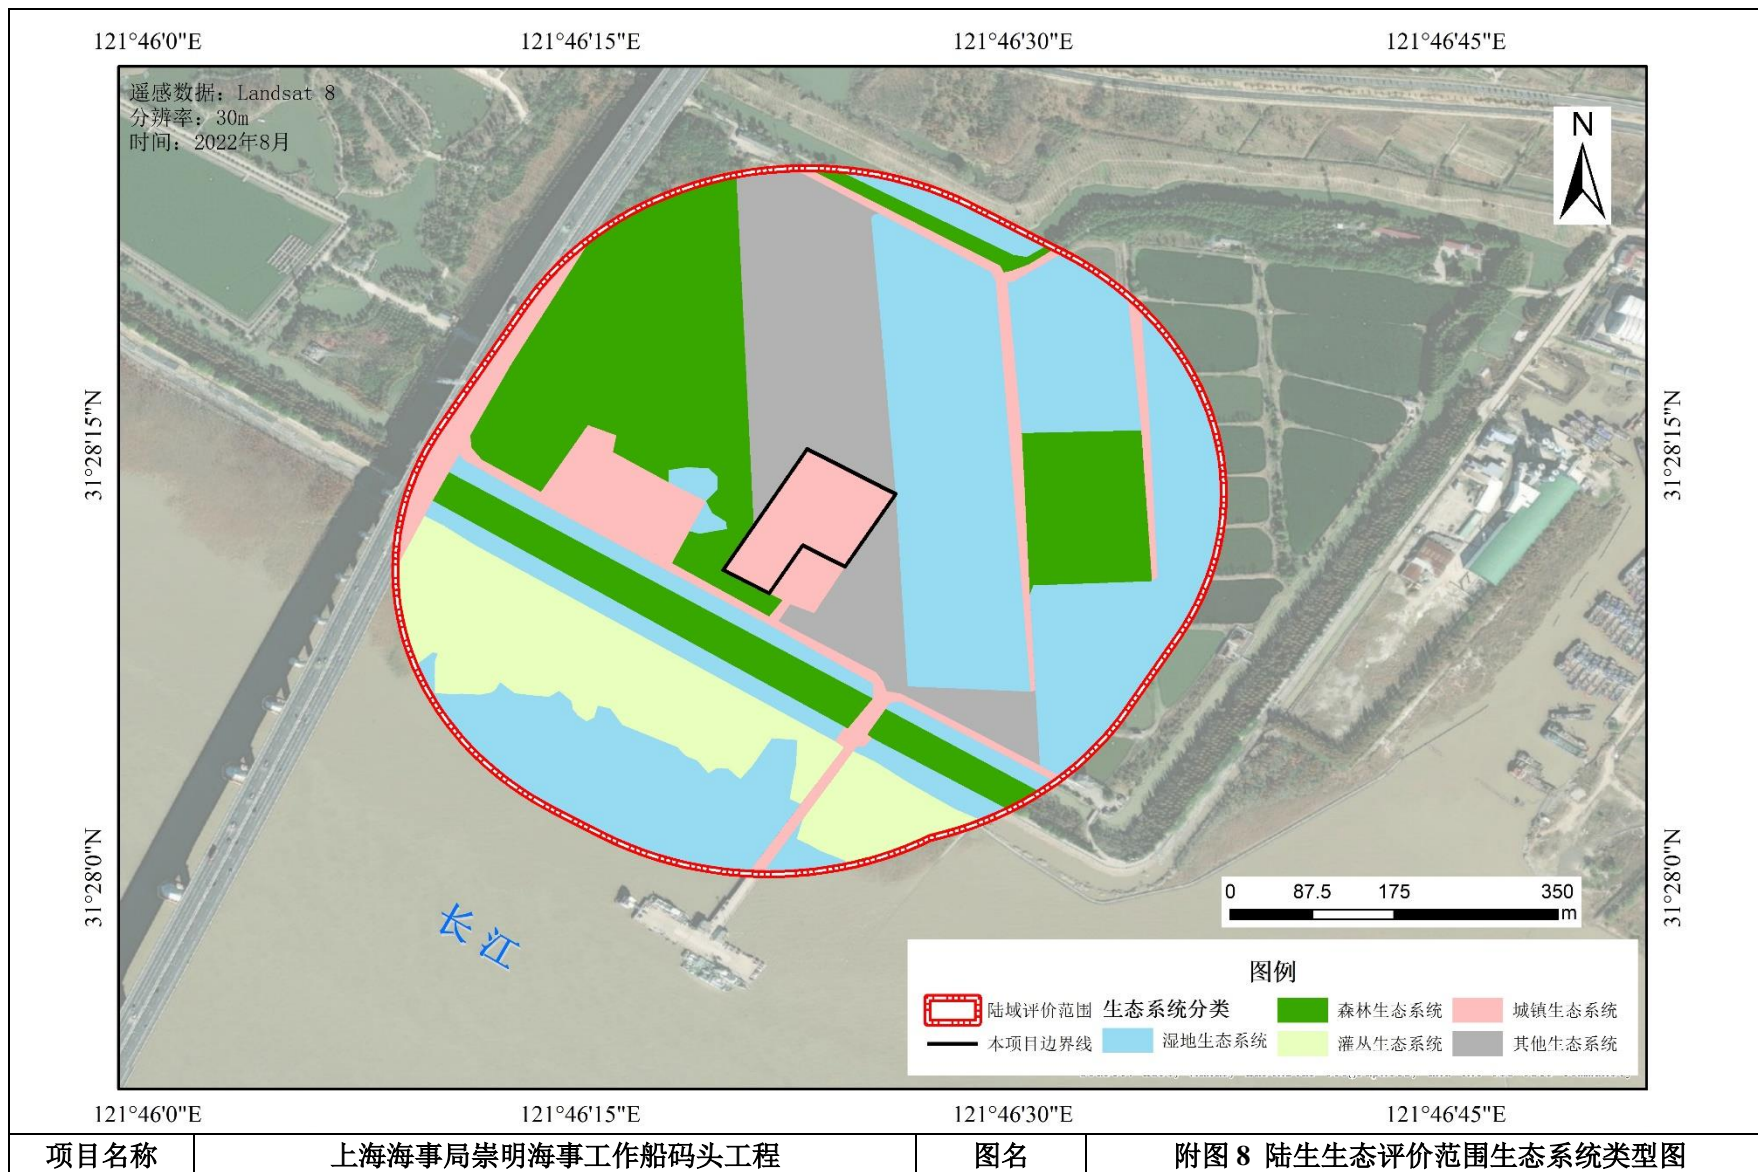 121°46'0"E 121°46'15"E 121°46'30"E 121°46'45"E
遥感数据：Landsat 8
分辨率：30m
时间：2022年8月
N
31°28'15"N 31°28'15"N
31°28'0"N 31°28'0"N
长江
0 87.5 175 350
m
图例
陆域评价范围 生态系统分类 森林生态系统 城镇生态系统
本项目边界线 湿地生态系统 灌丛生态系统 其他生态系统
121°46'0"E 121°46'15"E 121°46'30"E 121°46'45"E
项目名称 上海海事局崇明海事工作船码头工程 图名 附图 8 陆生生态评价范围生态系统类型图